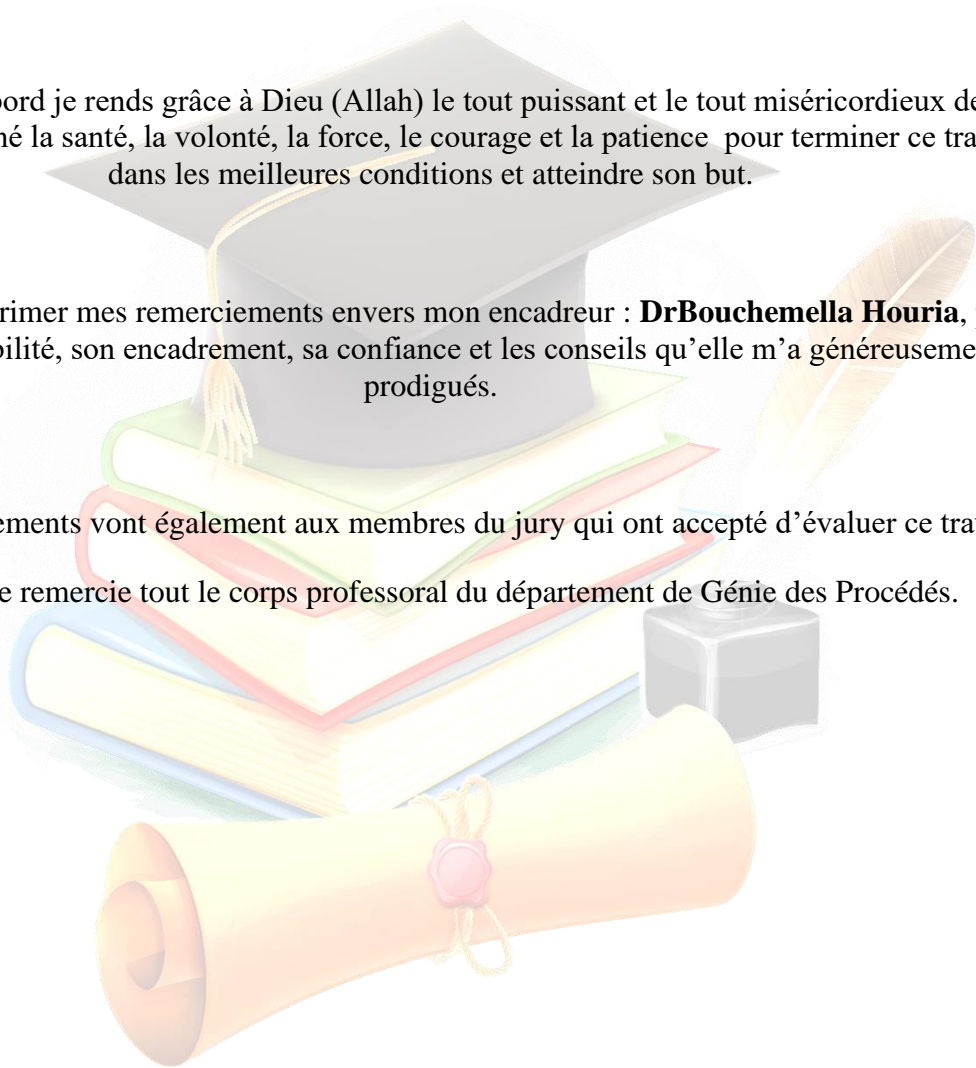 bord je rends grâce à Dieu (Allah) le tout puissant et le tout miséricordieux de
né la santé, la volonté, la force, le courage et la patience pour terminer ce tra
dans les meilleures conditions et atteindre son but.
rimer mes remerciements envers mon encadreur : DrBouchemella Houria,
bilité, son encadrement, sa confiance et les conseils qu’elle m’a généreuseme
prodigués.
ements vont également aux membres du jury qui ont accepté d’évaluer ce tra
e remercie tout le corps professoral du département de Génie des Procédés.